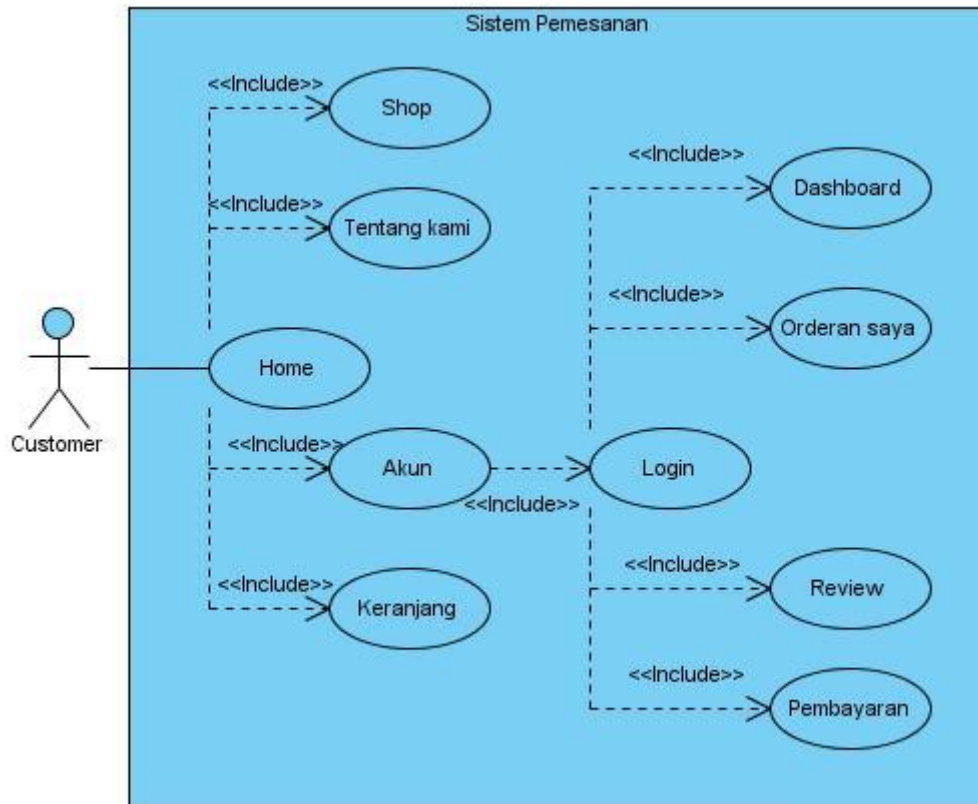 Sistem Pemesanan
<<Include>>
Shop
<<Include>>
Dashboard
<<Include>>
Tentang kami
<<Include>>
Orderan saya
Home
Customer
<<Include>>
Akun
Login
<<Include>>
<<Include>>
Keranjang
<<Include>>
Review
<<Include>>
Pembayaran